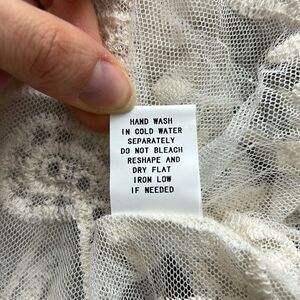 HAND WASH
IN COLD WATER
SEPARATELY
DO NOT BLEACH
RESHAPE AND
DRY FLAT
IRON LOW
IF NEEDED